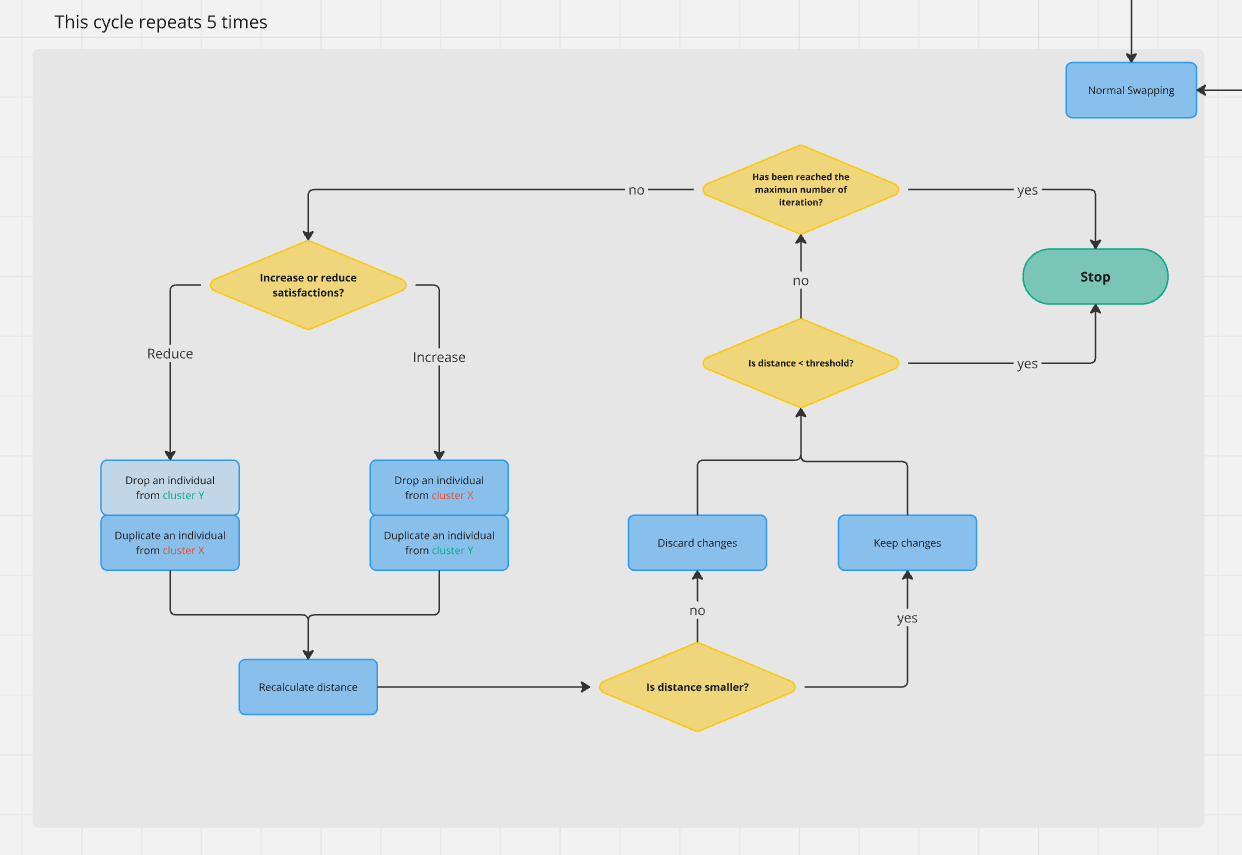 This cycle repeats 5 times
Normal Swapping
Has been reached the
maximun number of
iteration?
no
yes
Increase or reduce
satisfactions?
Stop
no
Reduce
Increase
Is distance < threshold?
yes
Drop an individual
from cluster Y
Duplicate an individual
from cluster X
Drop an individual
from cluster X
Duplicate an individual
from cluster Y
Discard changes
Keep changes
no
yes
Recalculate distance
Is distance smaller?